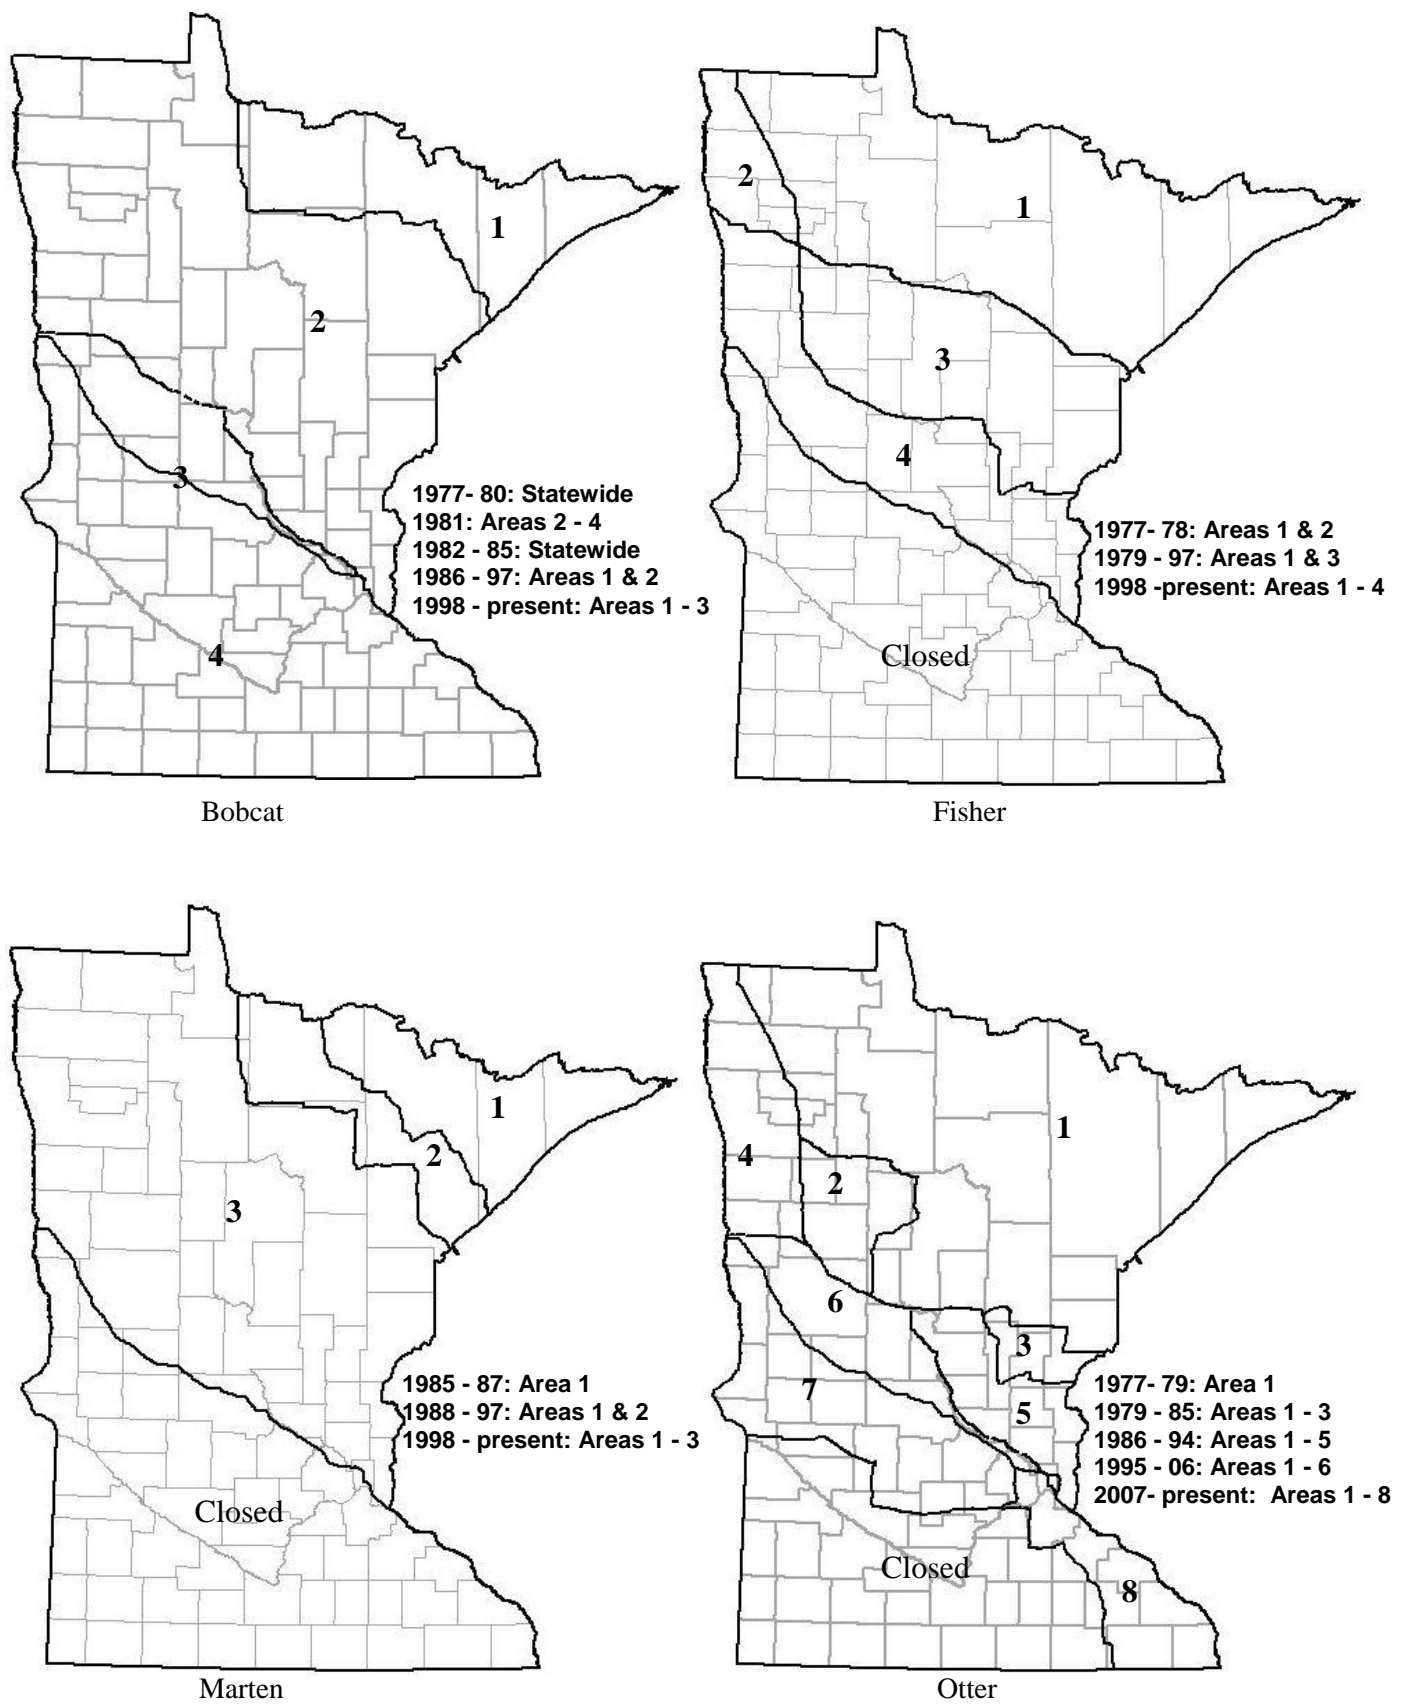 1
2
3
4
1977- 80: Statewide
1981: Areas 2 - 4
1982 - 85: Statewide
1986 - 97: Areas 1 & 2
1998 - present: Areas 1 - 3
Bobcat
2
1
3
4
1977- 78: Areas 1 & 2
1979 - 97: Areas 1 & 3
1998 -present: Areas 1 - 4
Closed
Fisher
1
2
3
1985 - 87: Area 1
1988 - 97: Areas 1 & 2
1998 - present: Areas 1 - 3
Closed
Marten
1
4
2
6
3
7
5
1977- 79: Area 1
1979 - 85: Areas 1 - 3
1986 - 94: Areas 1 - 5
1995 - 06: Areas 1 - 6
2007- present:  Areas 1 - 8
Closed
8
Otter